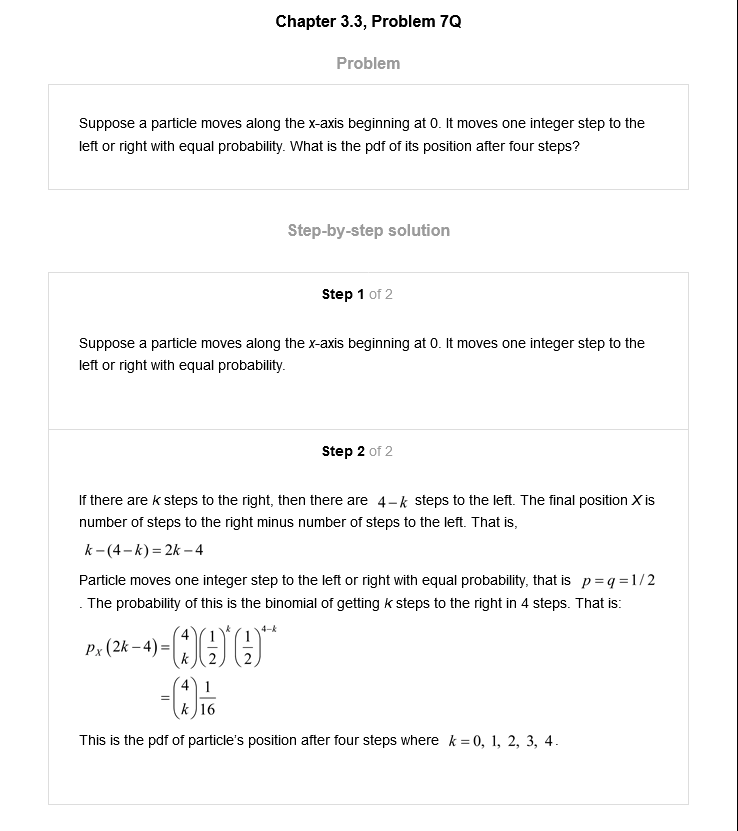 Chapter 3.3, Problem 7Q
Problem
Suppose a particle moves along the x-axis beginning at 0. It moves one integer step to the
left or right with equal probability. What is the pdf of its position after four steps?
Step-by-step solution
Step 1 of 2
Suppose a particle moves along the x-axis beginning at 0. It moves one integer step to the
left or right with equal probability.
Step 2 of 2
If there are k steps to the right, then there are 4 – k steps to the left. The final position X is
number of steps to the right minus number of steps to the left. That is,
k – (4 – k) = 2k – 4
Particle moves one integer step to the left or right with equal probability, that is p = q = 1/2
. The probability of this is the binomial of getting k steps to the right in 4 steps. That is:
p_X (2k – 4) = (4 k) (1/2)^k (1/2)^(4–k)
= (4 k) 1/16
This is the pdf of particle's position after four steps where k = 0, 1, 2, 3, 4.